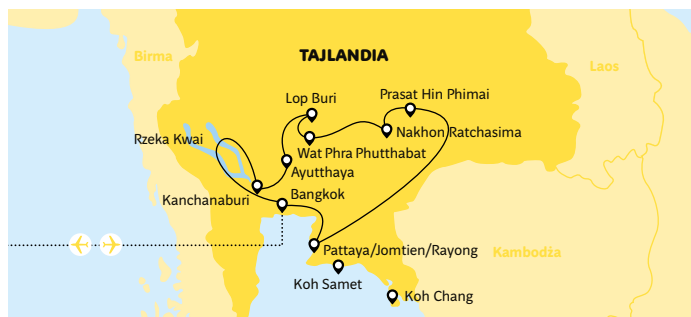 Birma
TAJLANDIA
Laos
Prasat Hin Phimai
Lop Buri
Nakhon Ratchasima
Rzeka Kwai
Wat Phra Phutthabat
Ayutthaya
Kanchanaburi
Bangkok
Pattaya/Jomtien/Rayong
Kambodża
Koh Samet
Koh Chang